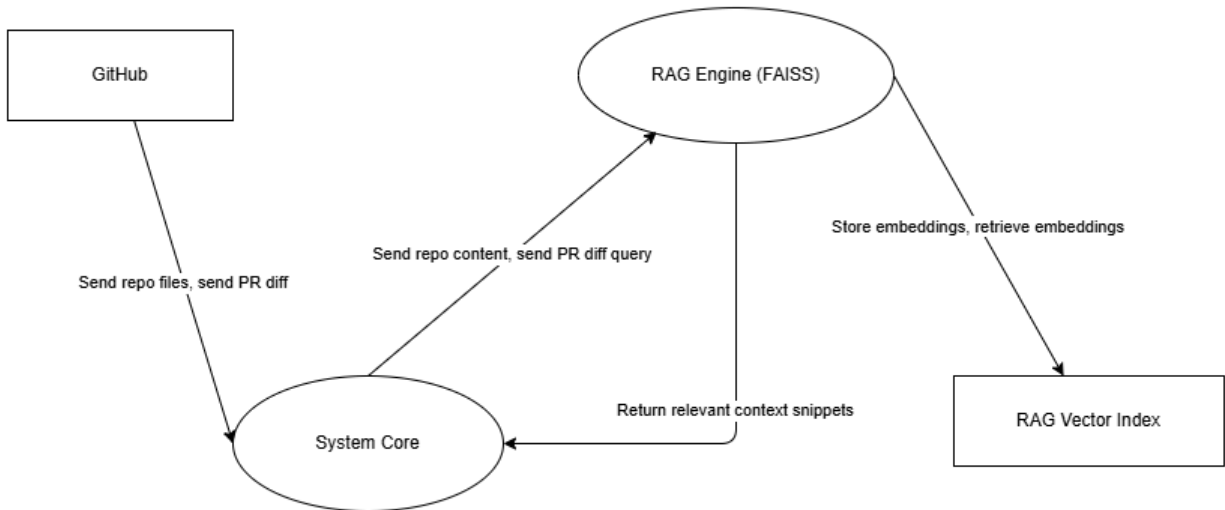 GitHub
RAG Engine (FAISS)
Store embeddings, retrieve embeddings
Send repo content, send PR diff query
Send repo files, send PR diff
Return relevant context snippets
RAG Vector Index
System Core